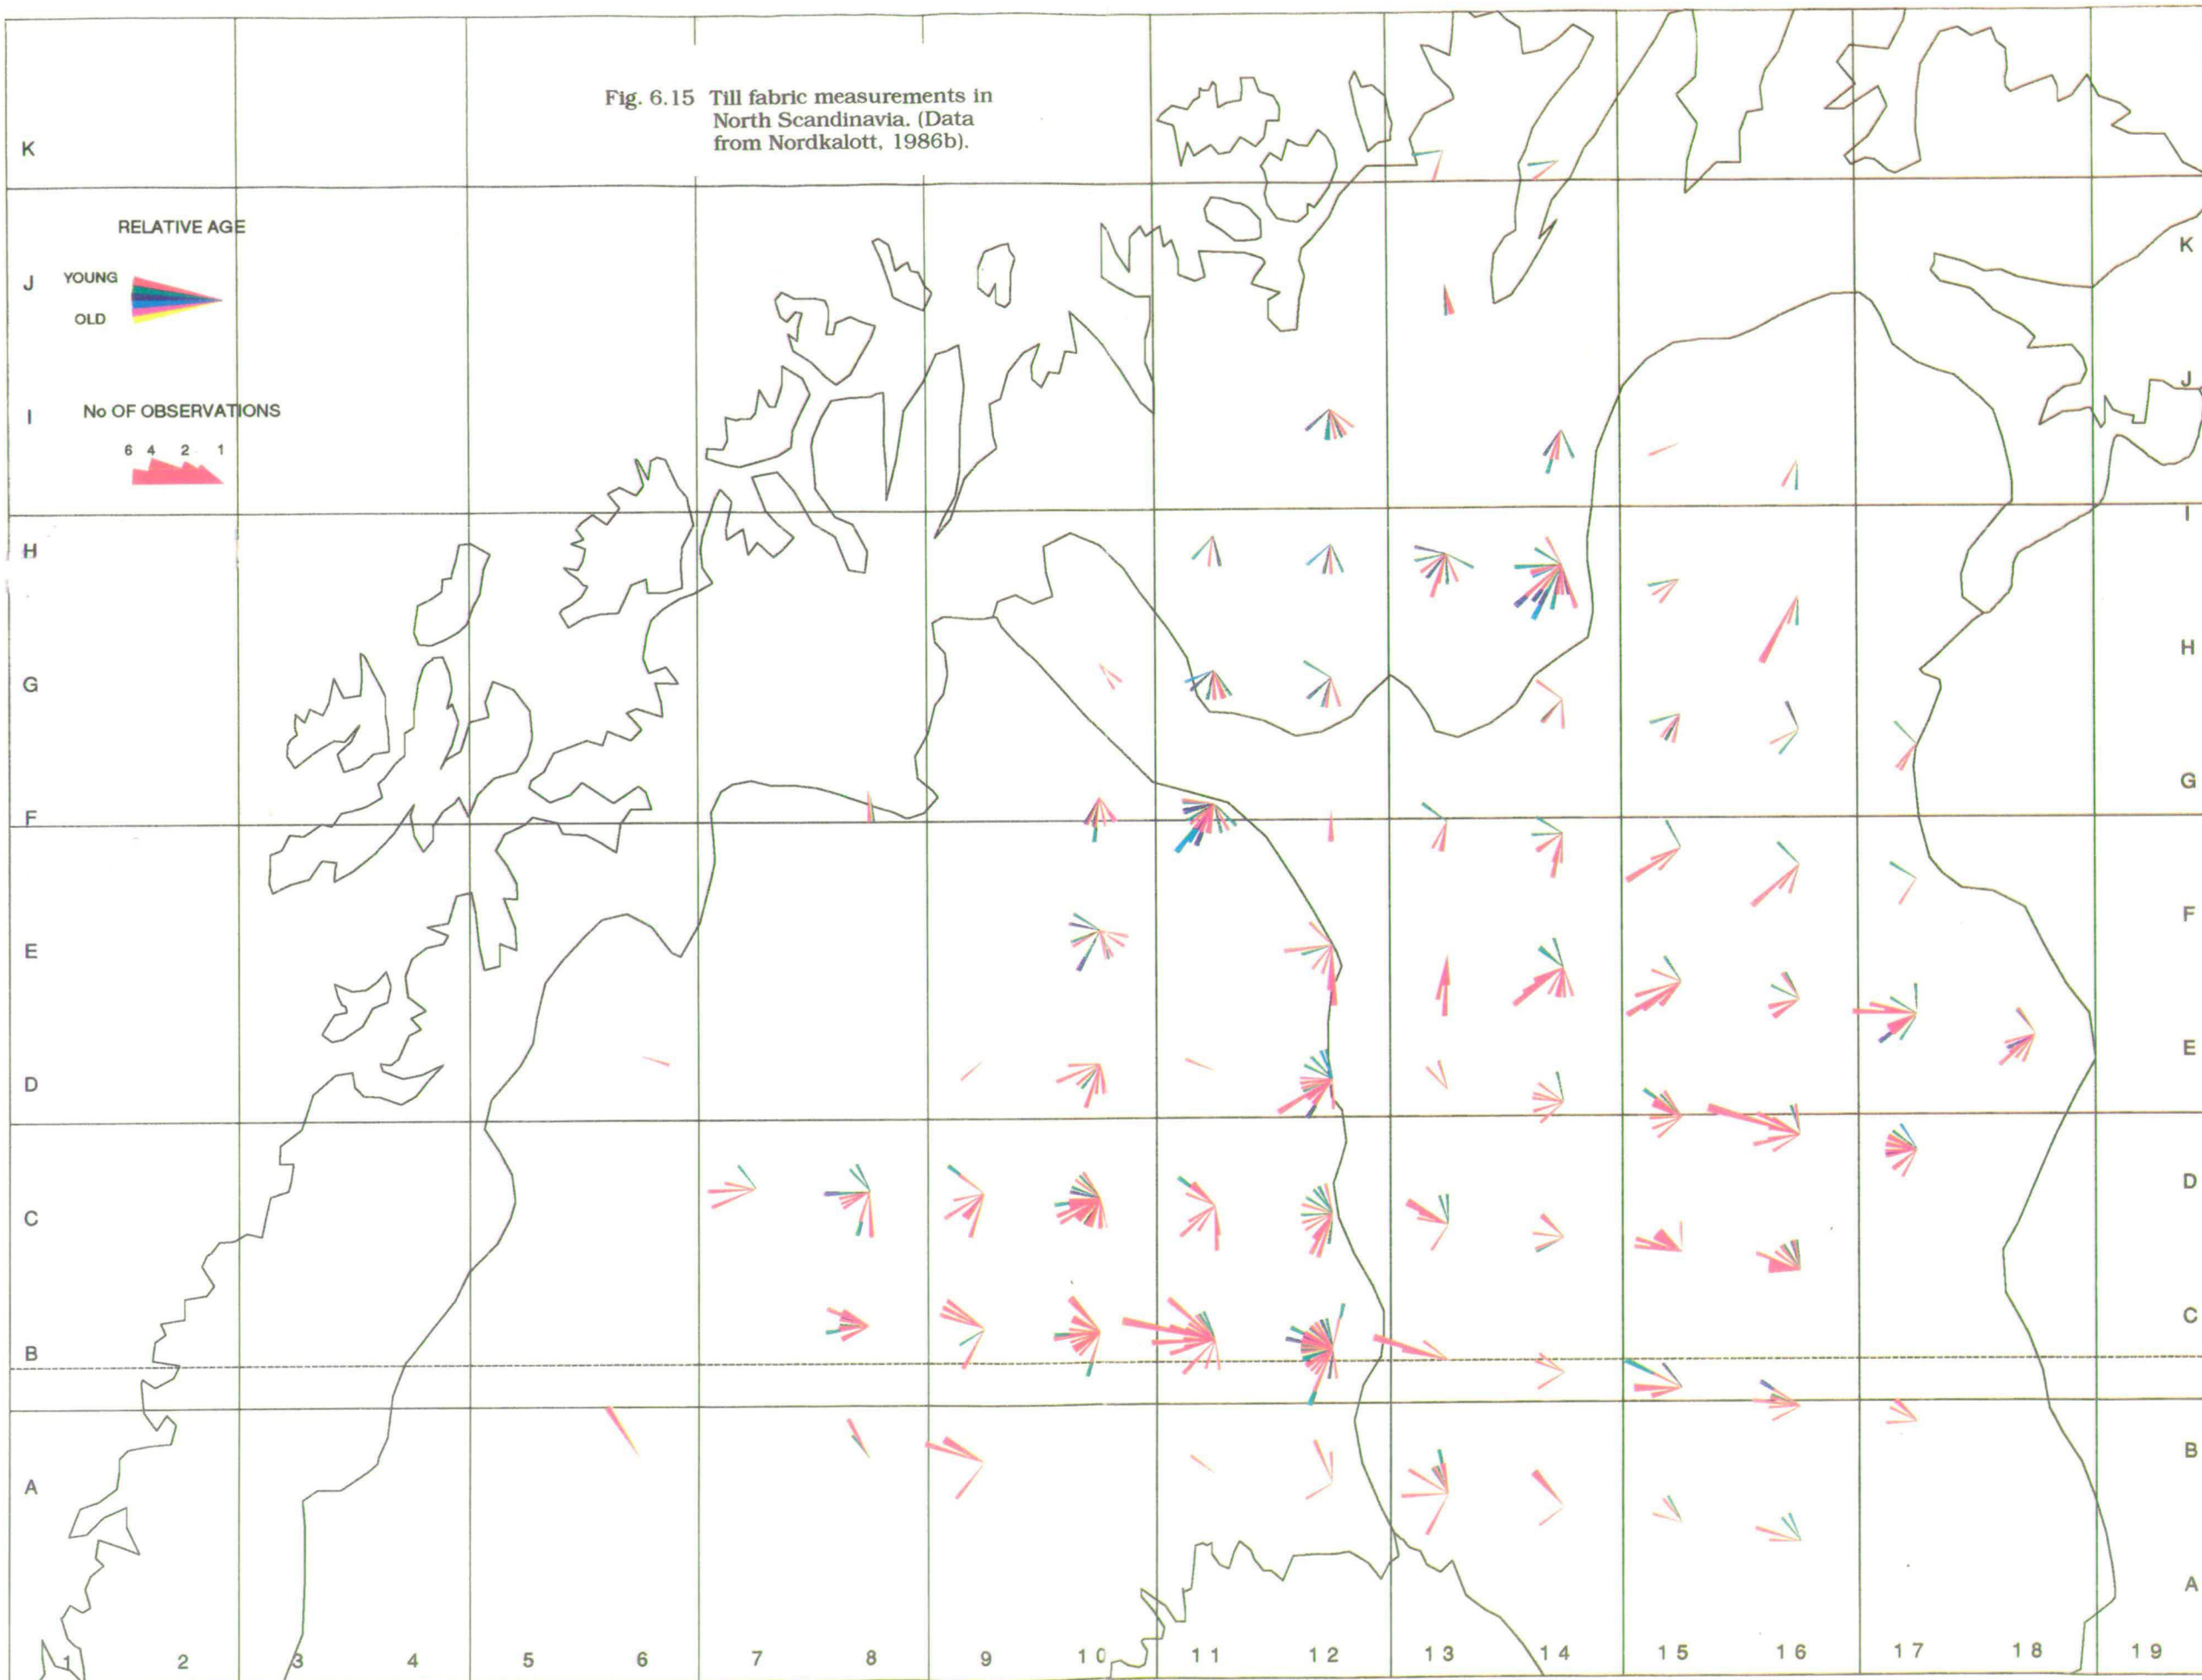 Fig. 6.15 Till fabric measurements in
North Scandinavia. (Data
from Nordkalott, 1986b).
K
RELATIVE AGE
K
J
YOUNG
OLD
J
I
No OF OBSERVATIONS
6 4 2 1
I
H
H
G
G
F
F
E
E
D
D
C
C
B
B
A
A
1 2 3 4 5 6 7 8 9 10 11 12 13 14 15 16 17 18 19